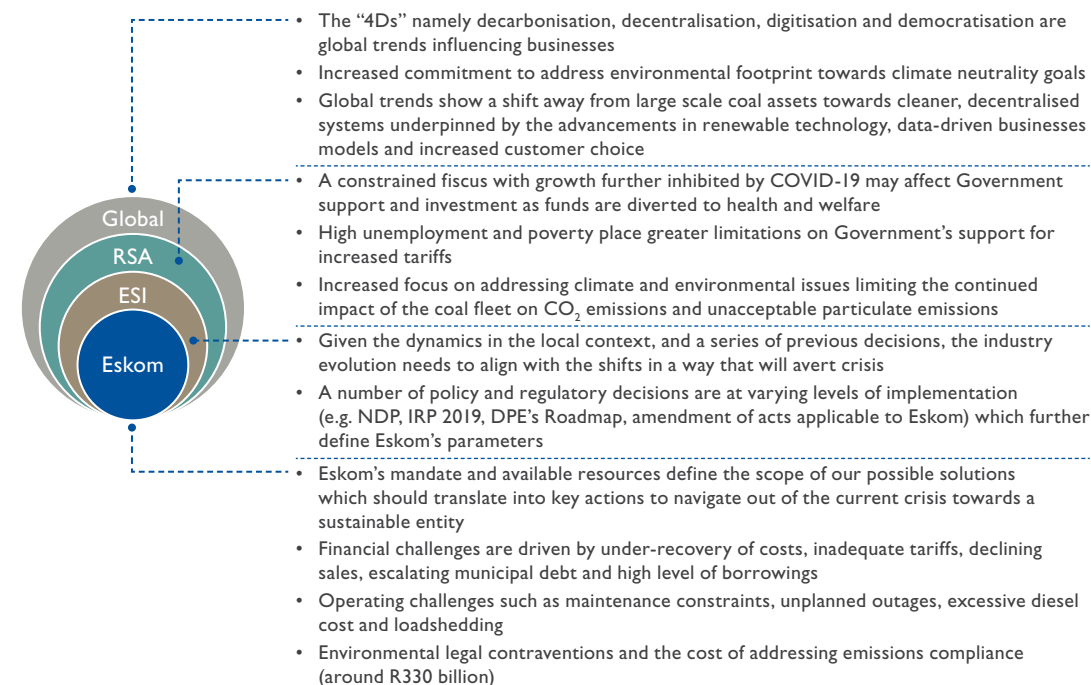 • The “4Ds” namely decarbonisation, decentralisation, digitisation and democratisation are
global trends influencing businesses
• Increased commitment to address environmental footprint towards climate neutrality goals
• Global trends show a shift away from large scale coal assets towards cleaner, decentralised
systems underpinned by the advancements in renewable technology, data-driven businesses
models and increased customer choice
• A constrained fiscus with growth further inhibited by COVID-19 may affect Government
support and investment as funds are diverted to health and welfare
• High unemployment and poverty place greater limitations on Government’s support for
increased tariffs
• Increased focus on addressing climate and environmental issues limiting the continued
impact of the coal fleet on CO₂ emissions and unacceptable particulate emissions
• Given the dynamics in the local context, and a series of previous decisions, the industry
evolution needs to align with the shifts in a way that will avert crisis
• A number of policy and regulatory decisions are at varying levels of implementation
(e.g. NDP, IRP 2019, DPE’s Roadmap, amendment of acts applicable to Eskom) which further
define Eskom’s parameters
• Eskom’s mandate and available resources define the scope of our possible solutions
which should translate into key actions to navigate out of the current crisis towards a
sustainable entity
• Financial challenges are driven by under-recovery of costs, inadequate tariffs, declining
sales, escalating municipal debt and high level of borrowings
• Operating challenges such as maintenance constraints, unplanned outages, excessive diesel
cost and loadshedding
• Environmental legal contraventions and the cost of addressing emissions compliance
(around R330 billion)
Global
RSA
ESI
Eskom